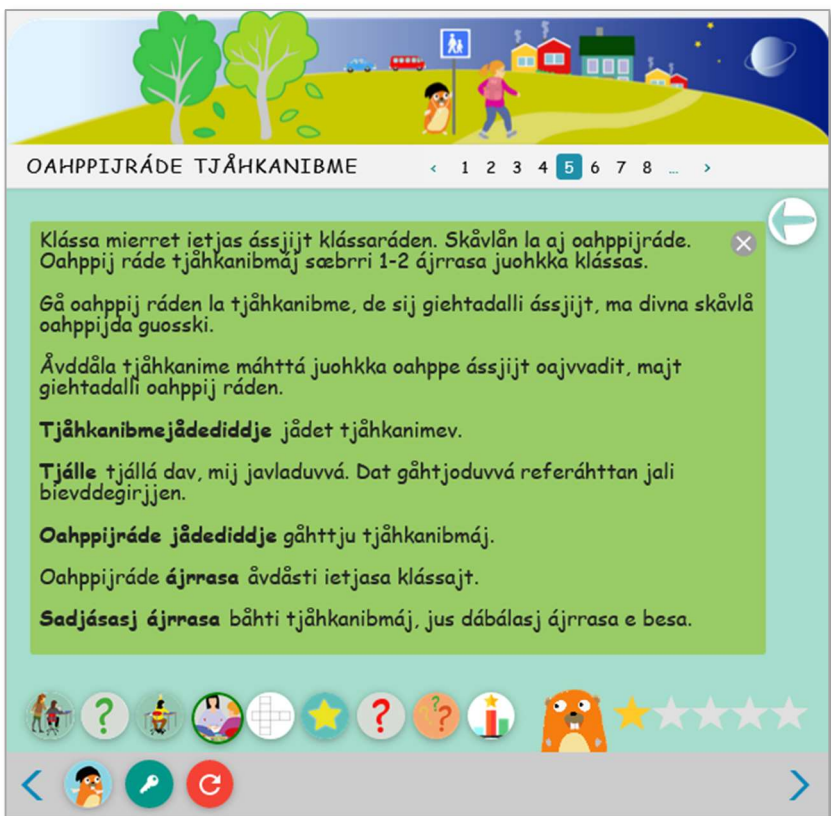 OAHPPIJRÁDE TJÅHKANIBME ‹ 1 2 3 4 5 6 7 8 … ›
Klássa mierret ietjas ássjijt klássaráden. Skåvlån la aj oahppijráde.
Oahppij ráde tjåhkanibmáj sæbrri 1-2 ájrrasa juohkka klássas.
Gå oahppij ráden la tjåhkanibme, de sij giehtadalli ássjijt, ma divna skåvlå
oahppijda guosski.
Åvddåla tjåhkanime máhttá juohkka oahppe ássjijt oajvvadit, majt
giehtadalli oahppij ráden.
Tjåhkanibmejådediddje jådet tjåhkanimev.
Tjálle tjállá dav, mij javladuvvá. Dat gåhtjoduvvá referáhttan jali
bievddegirjjen.
Oahppijráde jådediddje gåhttju tjåhkanibmáj.
Oahppijráde ájrrasa åvdåsti ietjasa klássajt.
Sadjásasj ájrrasa båhti tjåhkanibmáj, jus dábálasj ájrrasa e besa.